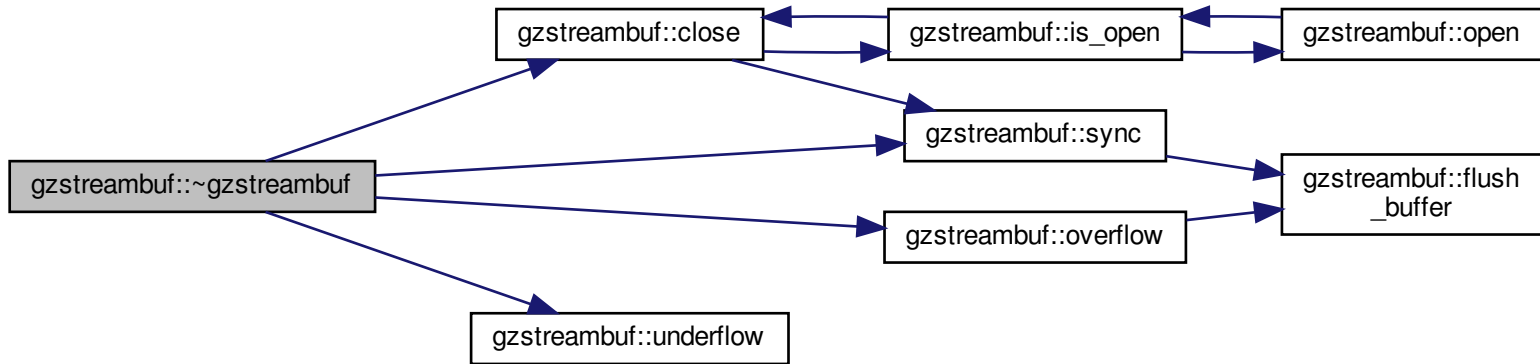 gzstreambuf::~gzstreambuf
gzstreambuf::close
gzstreambuf::is_open
gzstreambuf::open
gzstreambuf::sync
gzstreambuf::flush
_buffer
gzstreambuf::overflow
gzstreambuf::underflow